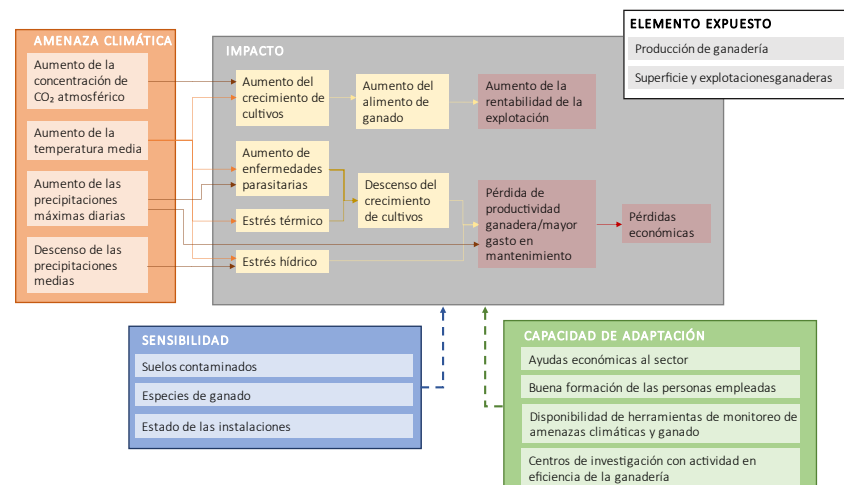 ELEMENTO EXPUESTO
Producción de ganadería
Superficie y explotacionesganaderas
AMENAZA CLIMÁTICA
Aumento de la
concentración de
CO₂ atmosférico
Aumento de la
temperatura media
Aumento de las
precipitaciones
máximas diarias
Descenso de las
precipitaciones
medias
IMPACTO
Aumento del
crecimiento de
cultivos
Aumento del
alimento de
ganado
Aumento de la
rentabilidad de la
explotación
Aumento de
enfermedades
parasitarias
Estrés térmico
Estrés hídrico
Descenso del
crecimiento
de cultivos
Pérdida de
productividad
ganadera/mayor
gasto en
mantenimiento
Pérdidas
económicas
SENSIBILIDAD
Suelos contaminados
Especies de ganado
Estado de las instalaciones
CAPACIDAD DE ADAPTACIÓN
Ayudas económicas al sector
Buena formación de las personas empleadas
Disponibilidad de herramientas de monitoreo de
amenazas climáticas y ganado
Centros de investigación con actividad en
eficiencia de la ganadería